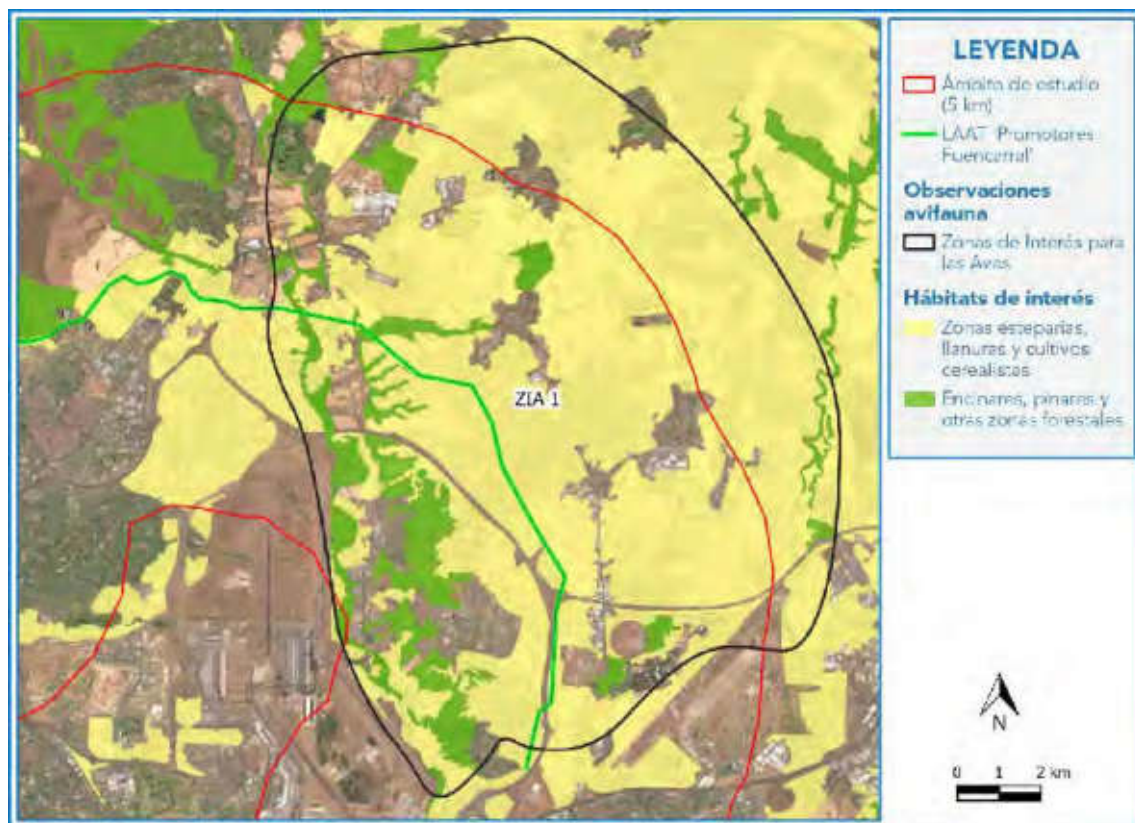 LEYENDA
Ámbito de estudio
(5 km)
LAAT "Promotores
Fuencarral"
Observaciones
avifauna
Zonas de Interés para
las Aves
Hábitats de interés
Zonas esteparias,
llanuras y cultivos
cerealistas
Encinares, pinares y
otras zonas forestales
ZIA 1
N
0 1 2 km